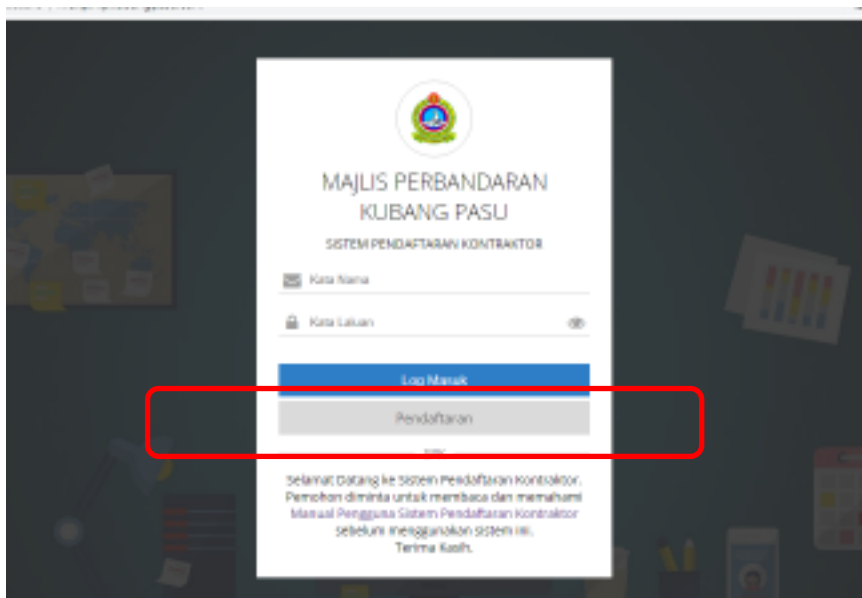 MAJLIS PERBANDARAN
KUBANG PASU
SISTEM PENDAFTARAN KONTRAKTOR
Kata Nama
Kata Laluan
Log Masuk
Pendaftaran
Selamat Datang ke Sistem Pendaftaran Kontraktor.
Pemohon diminta untuk membaca dan memahami
Manual Pengguna Sistem Pendaftaran Kontraktor
sebelum menggunakan sistem ini.
Terima Kasih.